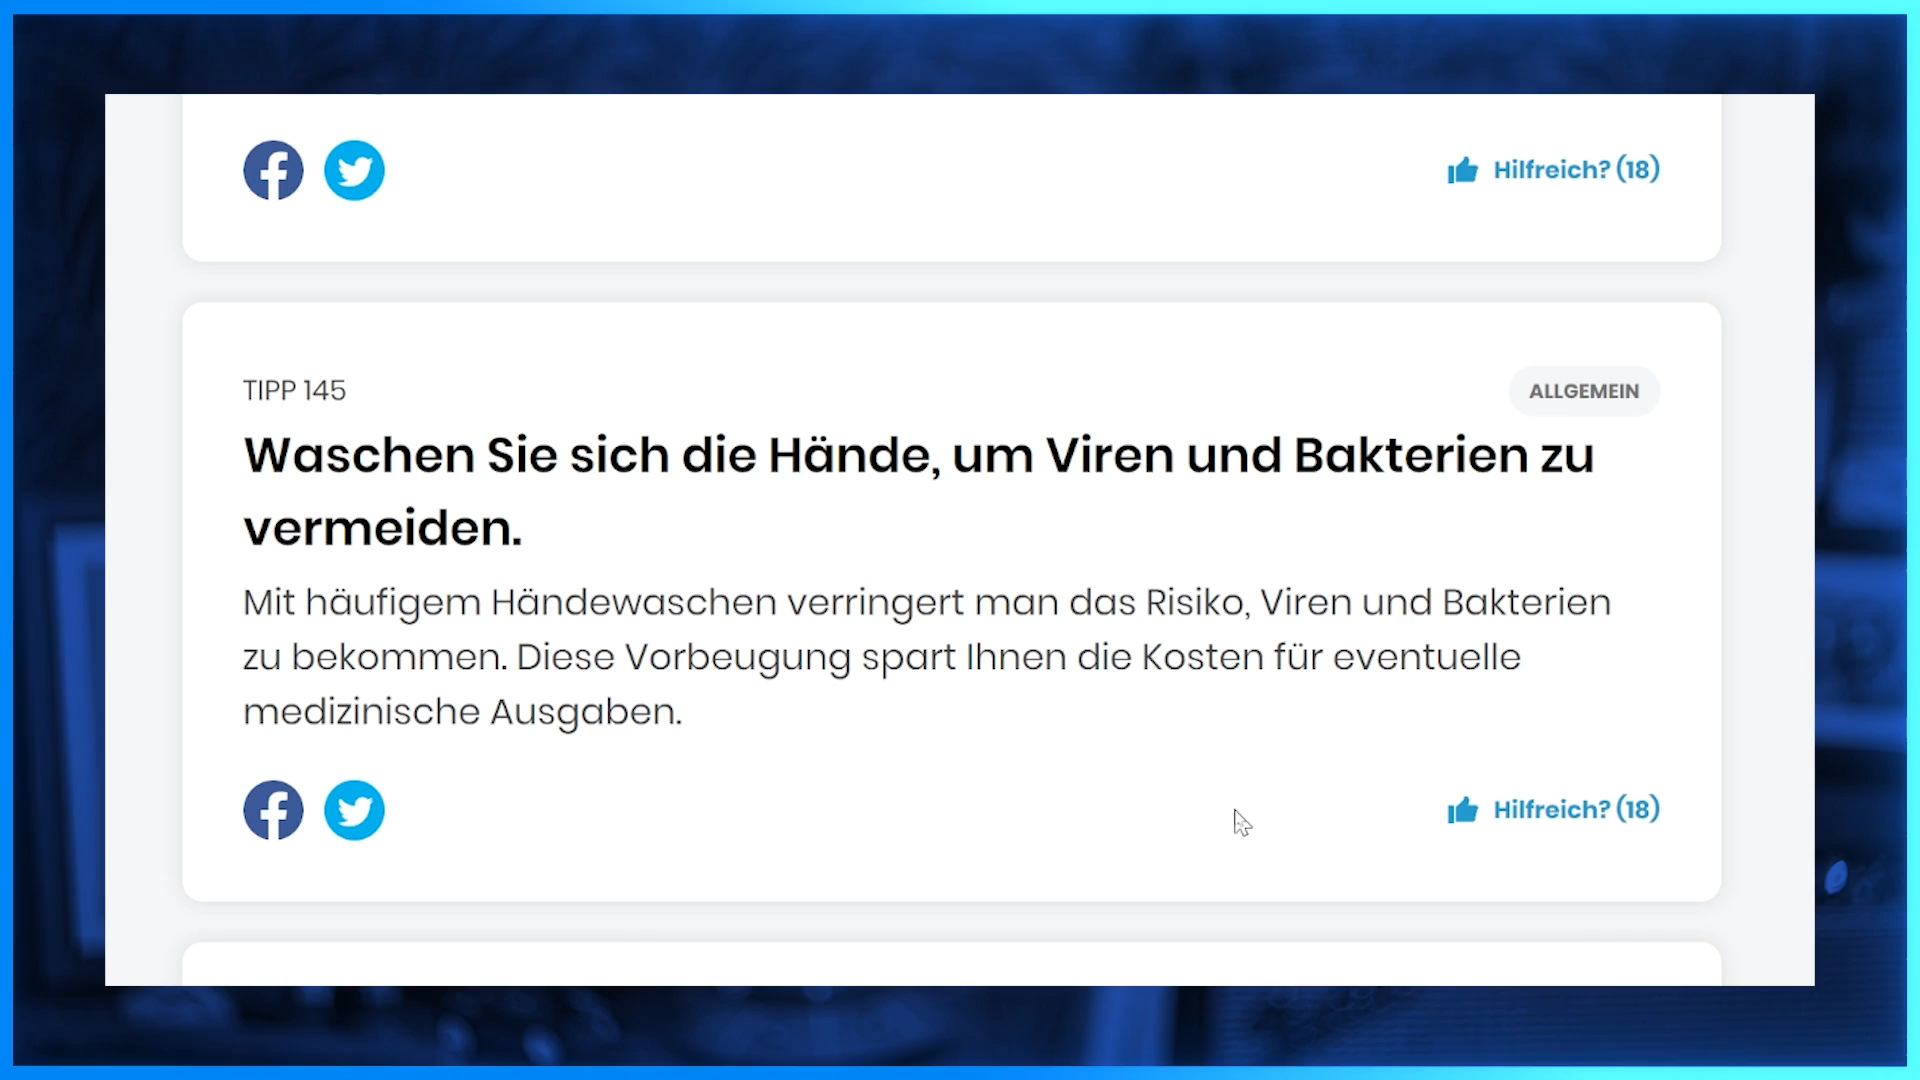 Hilfreich? (18)
TIPP 145
ALLGEMEIN
Waschen Sie sich die Hände, um Viren und Bakterien zu
vermeiden.
Mit häufigem Händewaschen verringert man das Risiko, Viren und Bakterien
zu bekommen. Diese Vorbeugung spart Ihnen die Kosten für eventuelle
medizinische Ausgaben.
Hilfreich? (18)